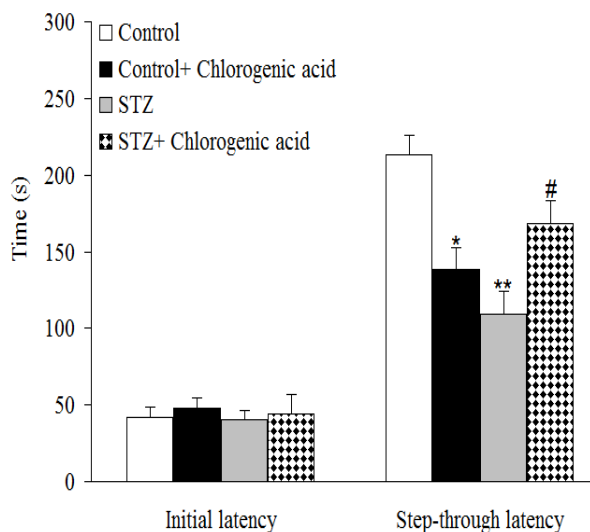 300
250
200
150
100
50
0
Time (s)
Control
Control+ Chlorogenic acid
STZ
STZ+ Chlorogenic acid
*
**
#
Initial latency
Step-through latency